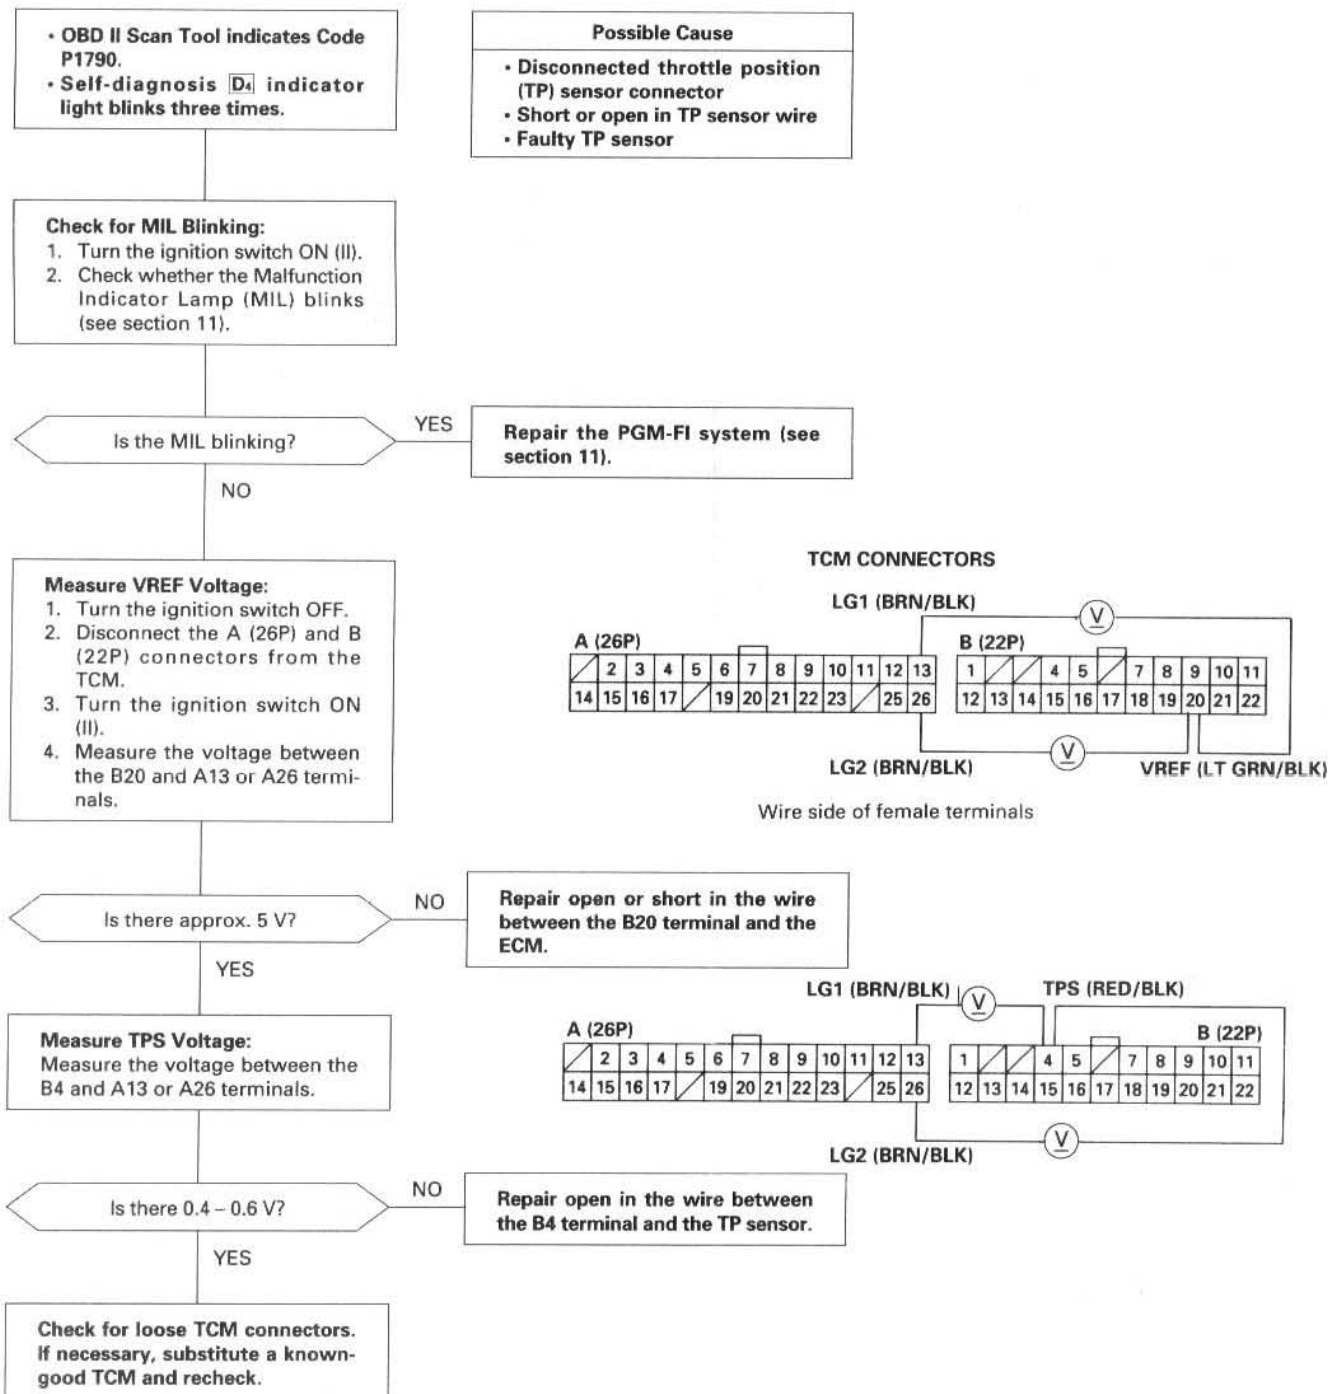 • OBD II Scan Tool indicates Code
P1790.
• Self-diagnosis D4 indicator
light blinks three times.
Possible Cause
• Disconnected throttle position
(TP) sensor connector
• Short or open in TP sensor wire
• Faulty TP sensor
Check for MIL Blinking:
1. Turn the ignition switch ON (II).
2. Check whether the Malfunction
Indicator Lamp (MIL) blinks
(see section 11).
Is the MIL blinking?
YES
Repair the PGM-FI system (see
section 11).
NO
Measure VREF Voltage:
1. Turn the ignition switch OFF.
2. Disconnect the A (26P) and B
(22P) connectors from the
TCM.
3. Turn the ignition switch ON
(II).
4. Measure the voltage between
the B20 and A13 or A26 termi-
nals.
TCM CONNECTORS
LG1 (BRN/BLK)
V
A (26P)
B (22P)
2 3 4 5 6 7 8 9 10 11 12 13
1 4 5 7 8 9 10 11
14 15 16 17 19 20 21 22 23 25 26
12 13 14 15 16 17 18 19 20 21 22
LG2 (BRN/BLK)
V
VREF (LT GRN/BLK)
Wire side of female terminals
Is there approx. 5 V?
NO
Repair open or short in the wire
between the B20 terminal and the
ECM.
YES
Measure TPS Voltage:
Measure the voltage between the
B4 and A13 or A26 terminals.
LG1 (BRN/BLK)
V
TPS (RED/BLK)
A (26P)
B (22P)
2 3 4 5 6 7 8 9 10 11 12 13
1 4 5 7 8 9 10 11
14 15 16 17 19 20 21 22 23 25 26
12 13 14 15 16 17 18 19 20 21 22
LG2 (BRN/BLK)
V
Is there 0.4 – 0.6 V?
NO
Repair open in the wire between
the B4 terminal and the TP sensor.
YES
Check for loose TCM connectors.
If necessary, substitute a known-
good TCM and recheck.